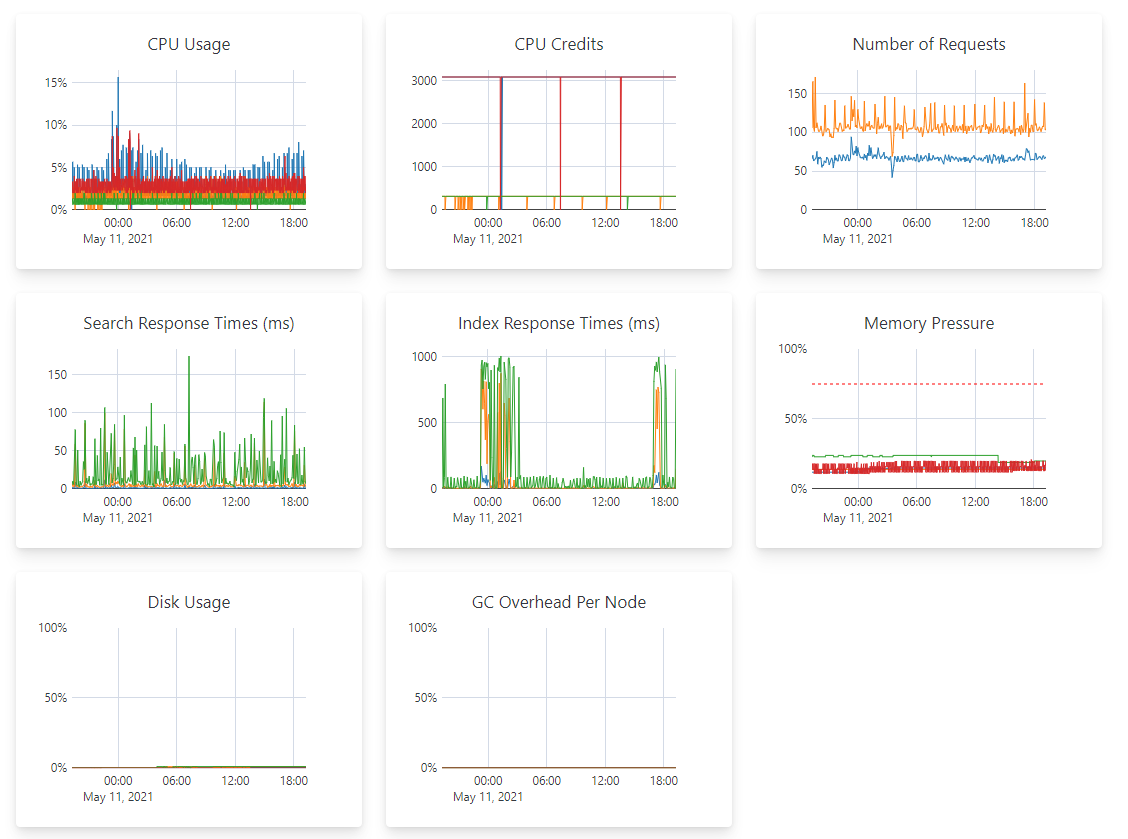 CPU Usage
15%
10%
5%
0%
00:00 06:00 12:00 18:00
May 11, 2021
CPU Credits
3000
2000
1000
0
00:00 06:00 12:00 18:00
May 11, 2021
Number of Requests
150
100
50
0
00:00 06:00 12:00 18:00
May 11, 2021
Search Response Times (ms)
150
100
50
0
00:00 06:00 12:00 18:00
May 11, 2021
Index Response Times (ms)
1000
500
0
00:00 06:00 12:00 18:00
May 11, 2021
Memory Pressure
100%
50%
0%
00:00 06:00 12:00 18:00
May 11, 2021
Disk Usage
100%
50%
0%
00:00 06:00 12:00 18:00
May 11, 2021
GC Overhead Per Node
100%
50%
0%
00:00 06:00 12:00 18:00
May 11, 2021